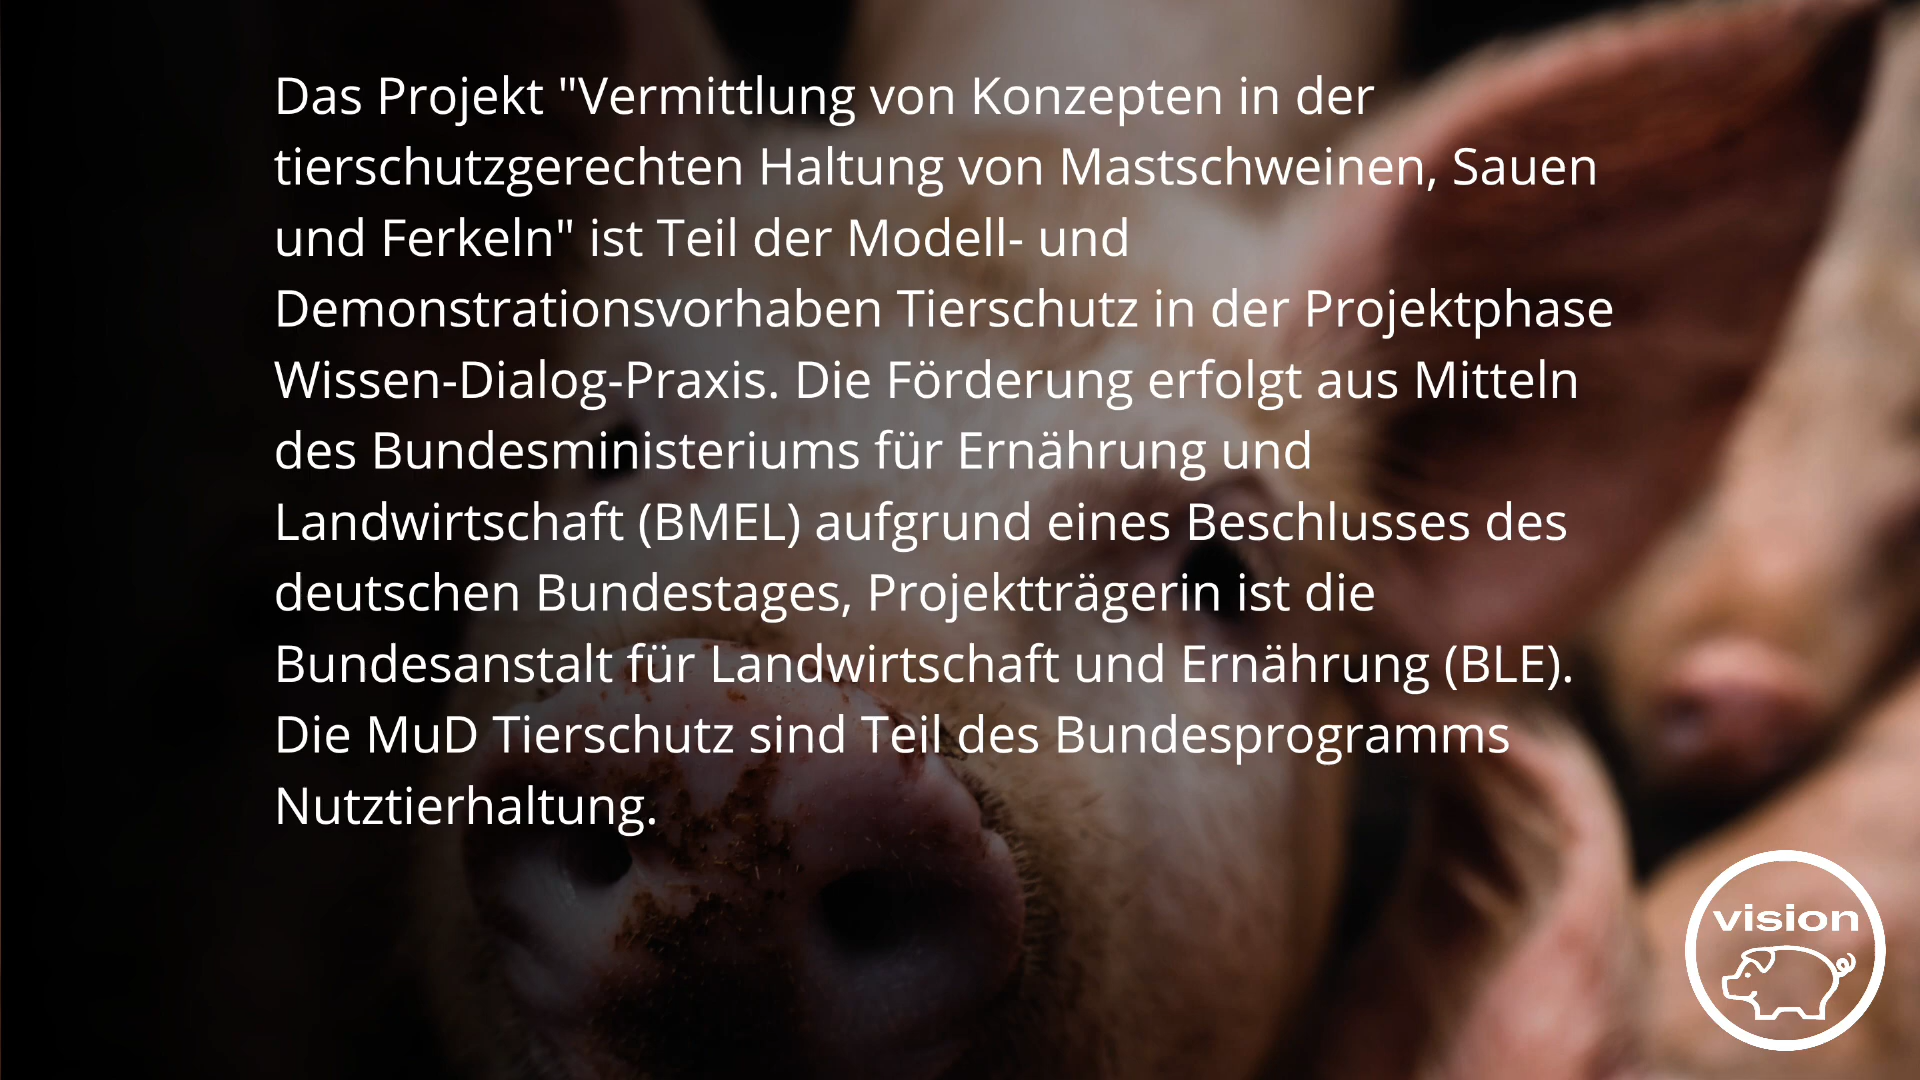 Das Projekt "Vermittlung von Konzepten in der
tierschutzgerechten Haltung von Mastschweinen, Sauen
und Ferkeln" ist Teil der Modell- und
Demonstrationsvorhaben Tierschutz in der Projektphase
Wissen-Dialog-Praxis. Die Förderung erfolgt aus Mitteln
des Bundesministeriums für Ernährung und
Landwirtschaft (BMEL) aufgrund eines Beschlusses des
deutschen Bundestages, Projektträgerin ist die
Bundesanstalt für Landwirtschaft und Ernährung (BLE).
Die MuD Tierschutz sind Teil des Bundesprogramms
Nutztierhaltung.
vision